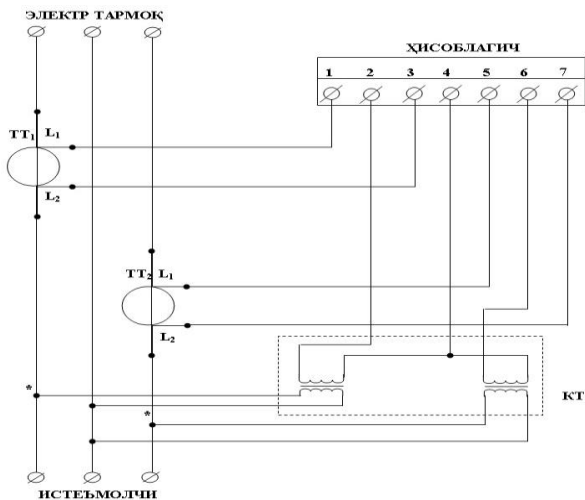 ЭЛЕКТР ТАРМОҚ
ҲИСОБЛАГИЧ
1 2 3 4 5 6 7
ТТ₁ L₁
L₂
ТТ₂ L₁
L₂
*
*
КТ
ИСТЕЪМОЛЧИ